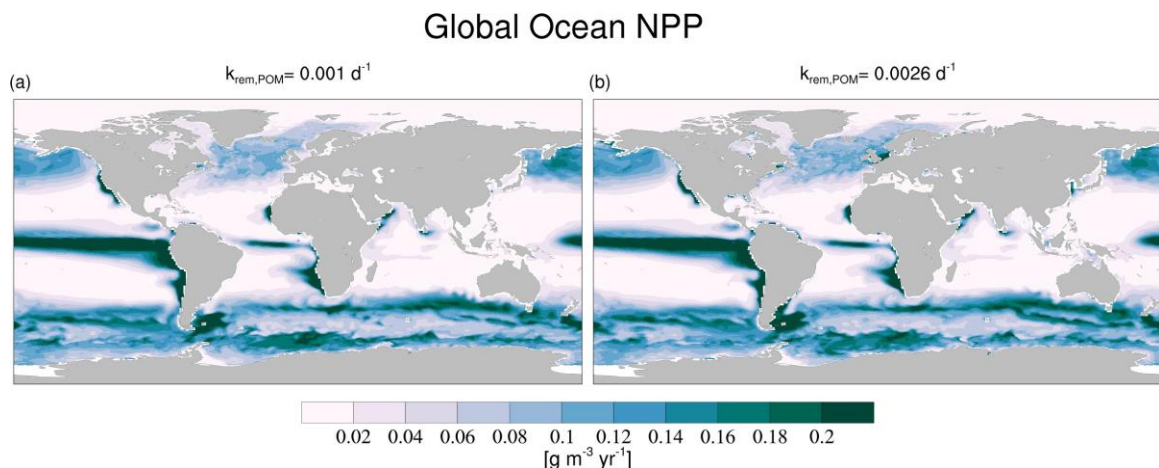 Global Ocean NPP
(a)
k_rem,POM= 0.001 d⁻¹
(b)
k_rem,POM= 0.0026 d⁻¹
0.02 0.04 0.06 0.08 0.1 0.12 0.14 0.16 0.18 0.2
[g m⁻³ yr⁻¹]